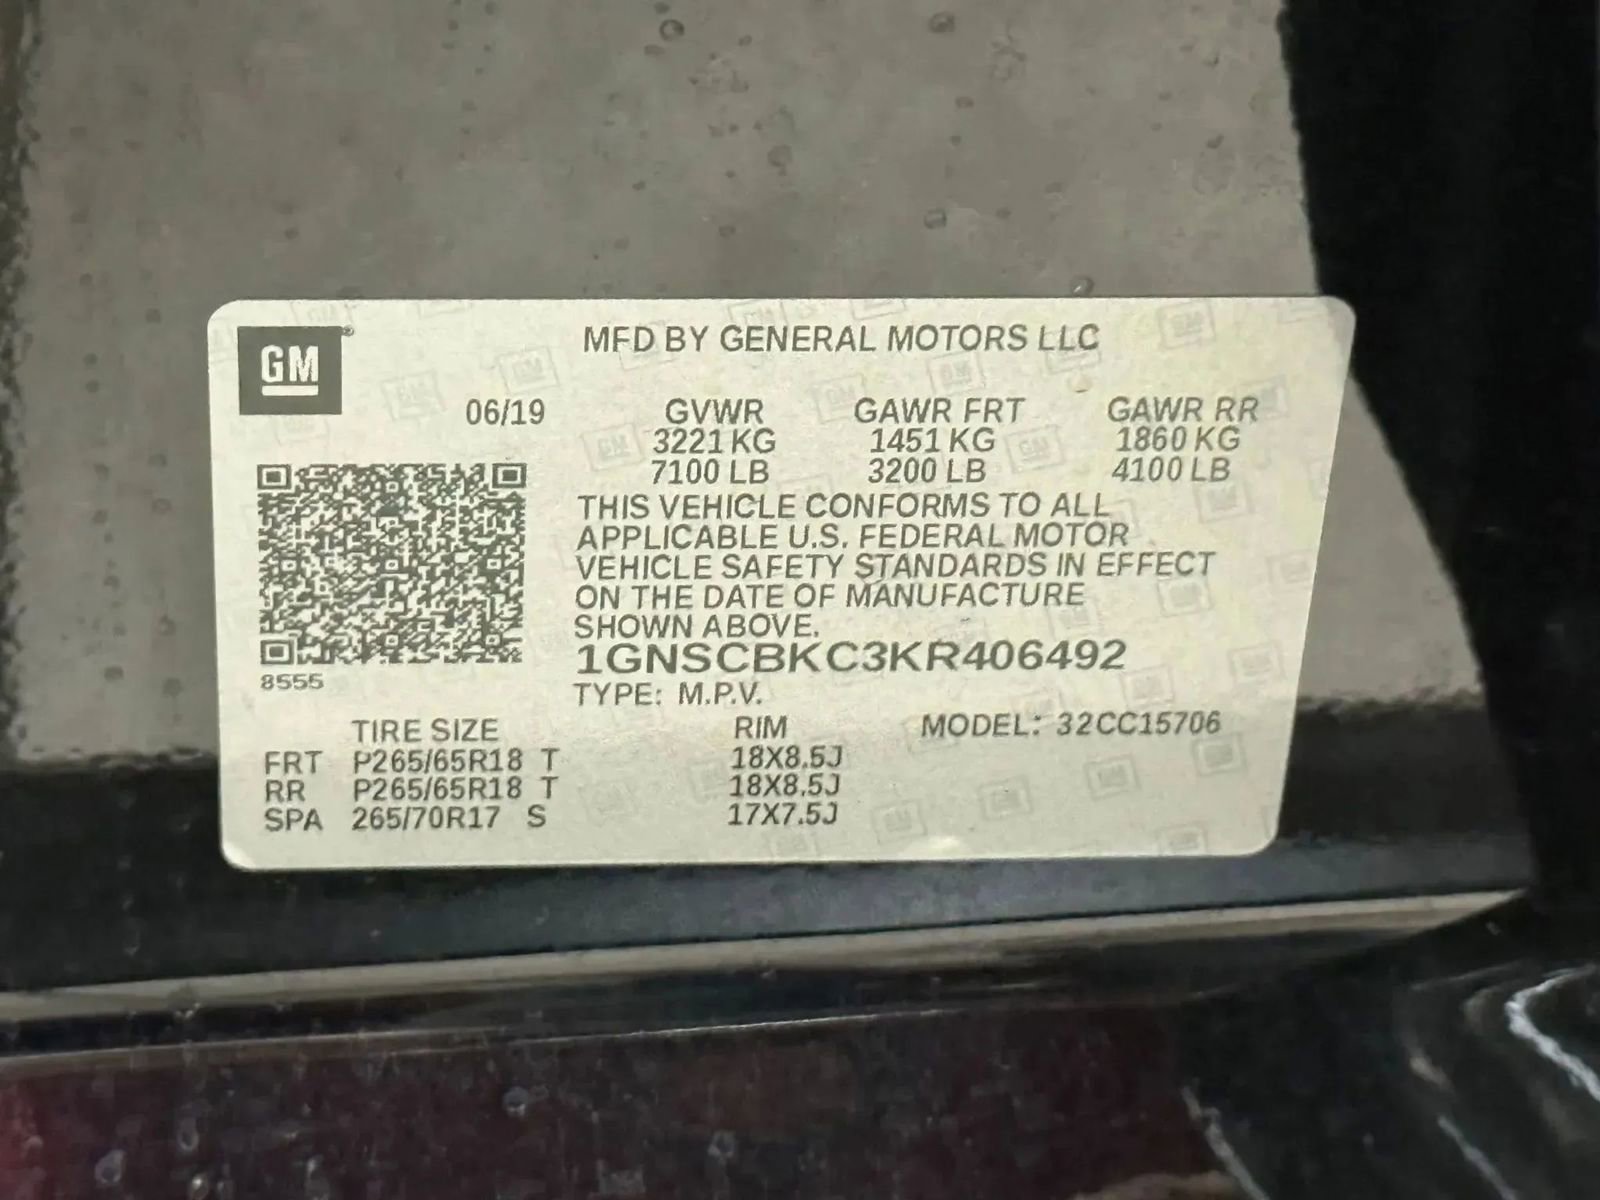 GM
MFD BY GENERAL MOTORS LLC
06/19 GVWR GAWR FRT GAWR RR
3221 KG 1451 KG 1860 KG
7100 LB 3200 LB 4100 LB
THIS VEHICLE CONFORMS TO ALL
APPLICABLE U.S. FEDERAL MOTOR
VEHICLE SAFETY STANDARDS IN EFFECT
ON THE DATE OF MANUFACTURE
SHOWN ABOVE.
1GNSCBKC3KR406492
8555
TYPE: M.P.V.
TIRE SIZE RIM MODEL: 32CC15706
FRT P265/65R18 T 18X8.5J
RR P265/65R18 T 18X8.5J
SPA 265/70R17 S 17X7.5J